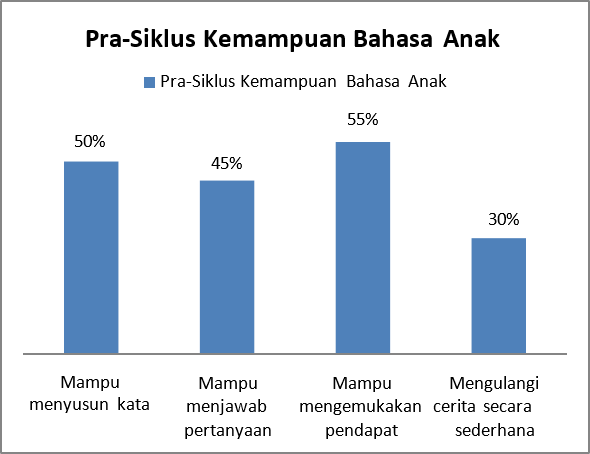 Pra-Siklus Kemampuan Bahasa Anak
Pra-Siklus Kemampuan Bahasa Anak
50%
45%
55%
30%
Mampu
menyusun kata
Mampu
menjawab
pertanyaan
Mampu
mengemukakan
pendapat
Mengulangi
cerita secara
sederhana